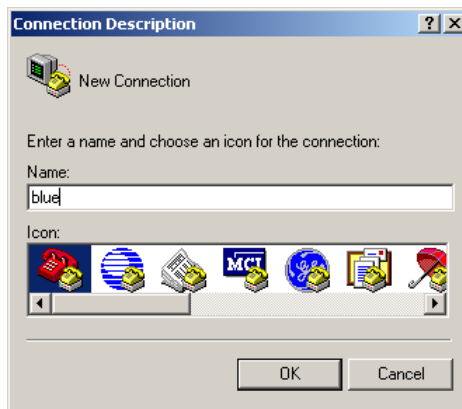 Connection Description
New Connection
Enter a name and choose an icon for the connection:
Name:
blue
Icon:
MCI
OK
Cancel